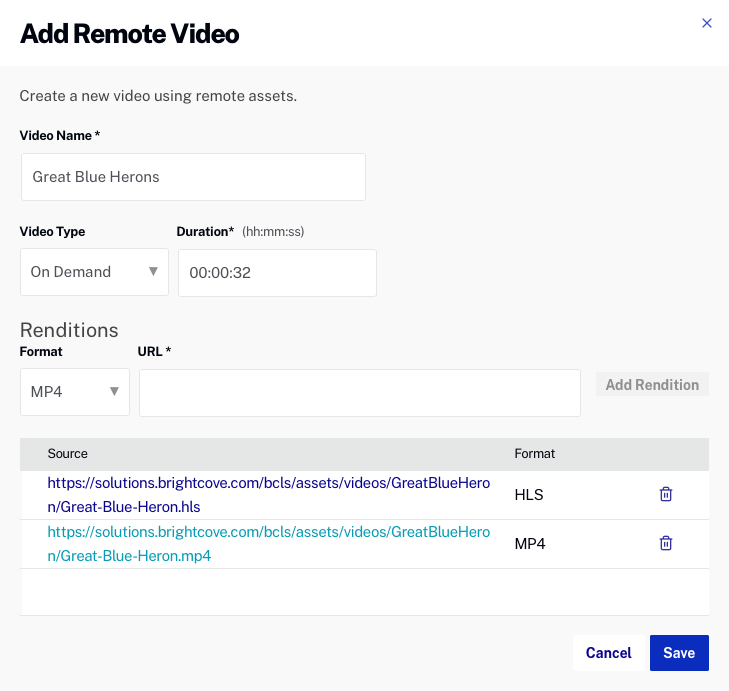 Add Remote Video
Create a new video using remote assets.
Video Name *
Great Blue Herons
Video Type
Duration* (hh:mm:ss)
On Demand
00:00:32
Renditions
Format
URL *
MP4
Add Rendition
Source Format
https://solutions.brightcove.com/bcls/assets/videos/GreatBlueHero
n/Great-Blue-Heron.hls
HLS
https://solutions.brightcove.com/bcls/assets/videos/GreatBlueHero
n/Great-Blue-Heron.mp4
MP4
Cancel
Save